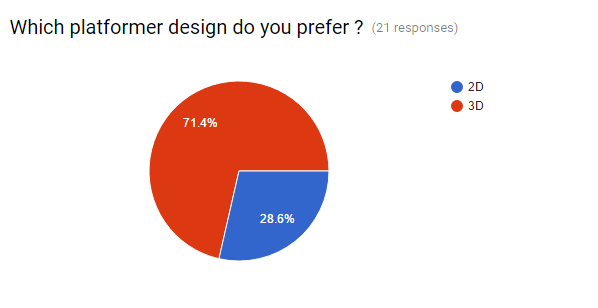 Which platformer design do you prefer ? (21 responses)
2D
3D
71.4%
28.6%